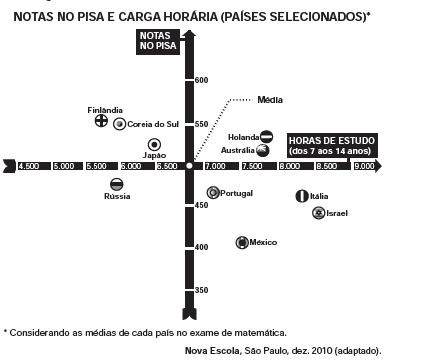 NOTAS NO PISA E CARGA HORÁRIA (PAÍSES SELECIONADOS)*
NOTAS
NO PISA
600
Média
Finlândia
550
Coreia do Sul
Holanda
HORAS DE ESTUDO
(dos 7 aos 14 anos)
Austrália
Japão
4.500 5.000 5.500 6.000 6.500 7.000 7.500 8.000 8.500 9.000
Rússia
Portugal
Itália
450
Israel
México
400
350
* Considerando as médias de cada país no exame de matemática.
Nova Escola, São Paulo, dez. 2010 (adaptado).